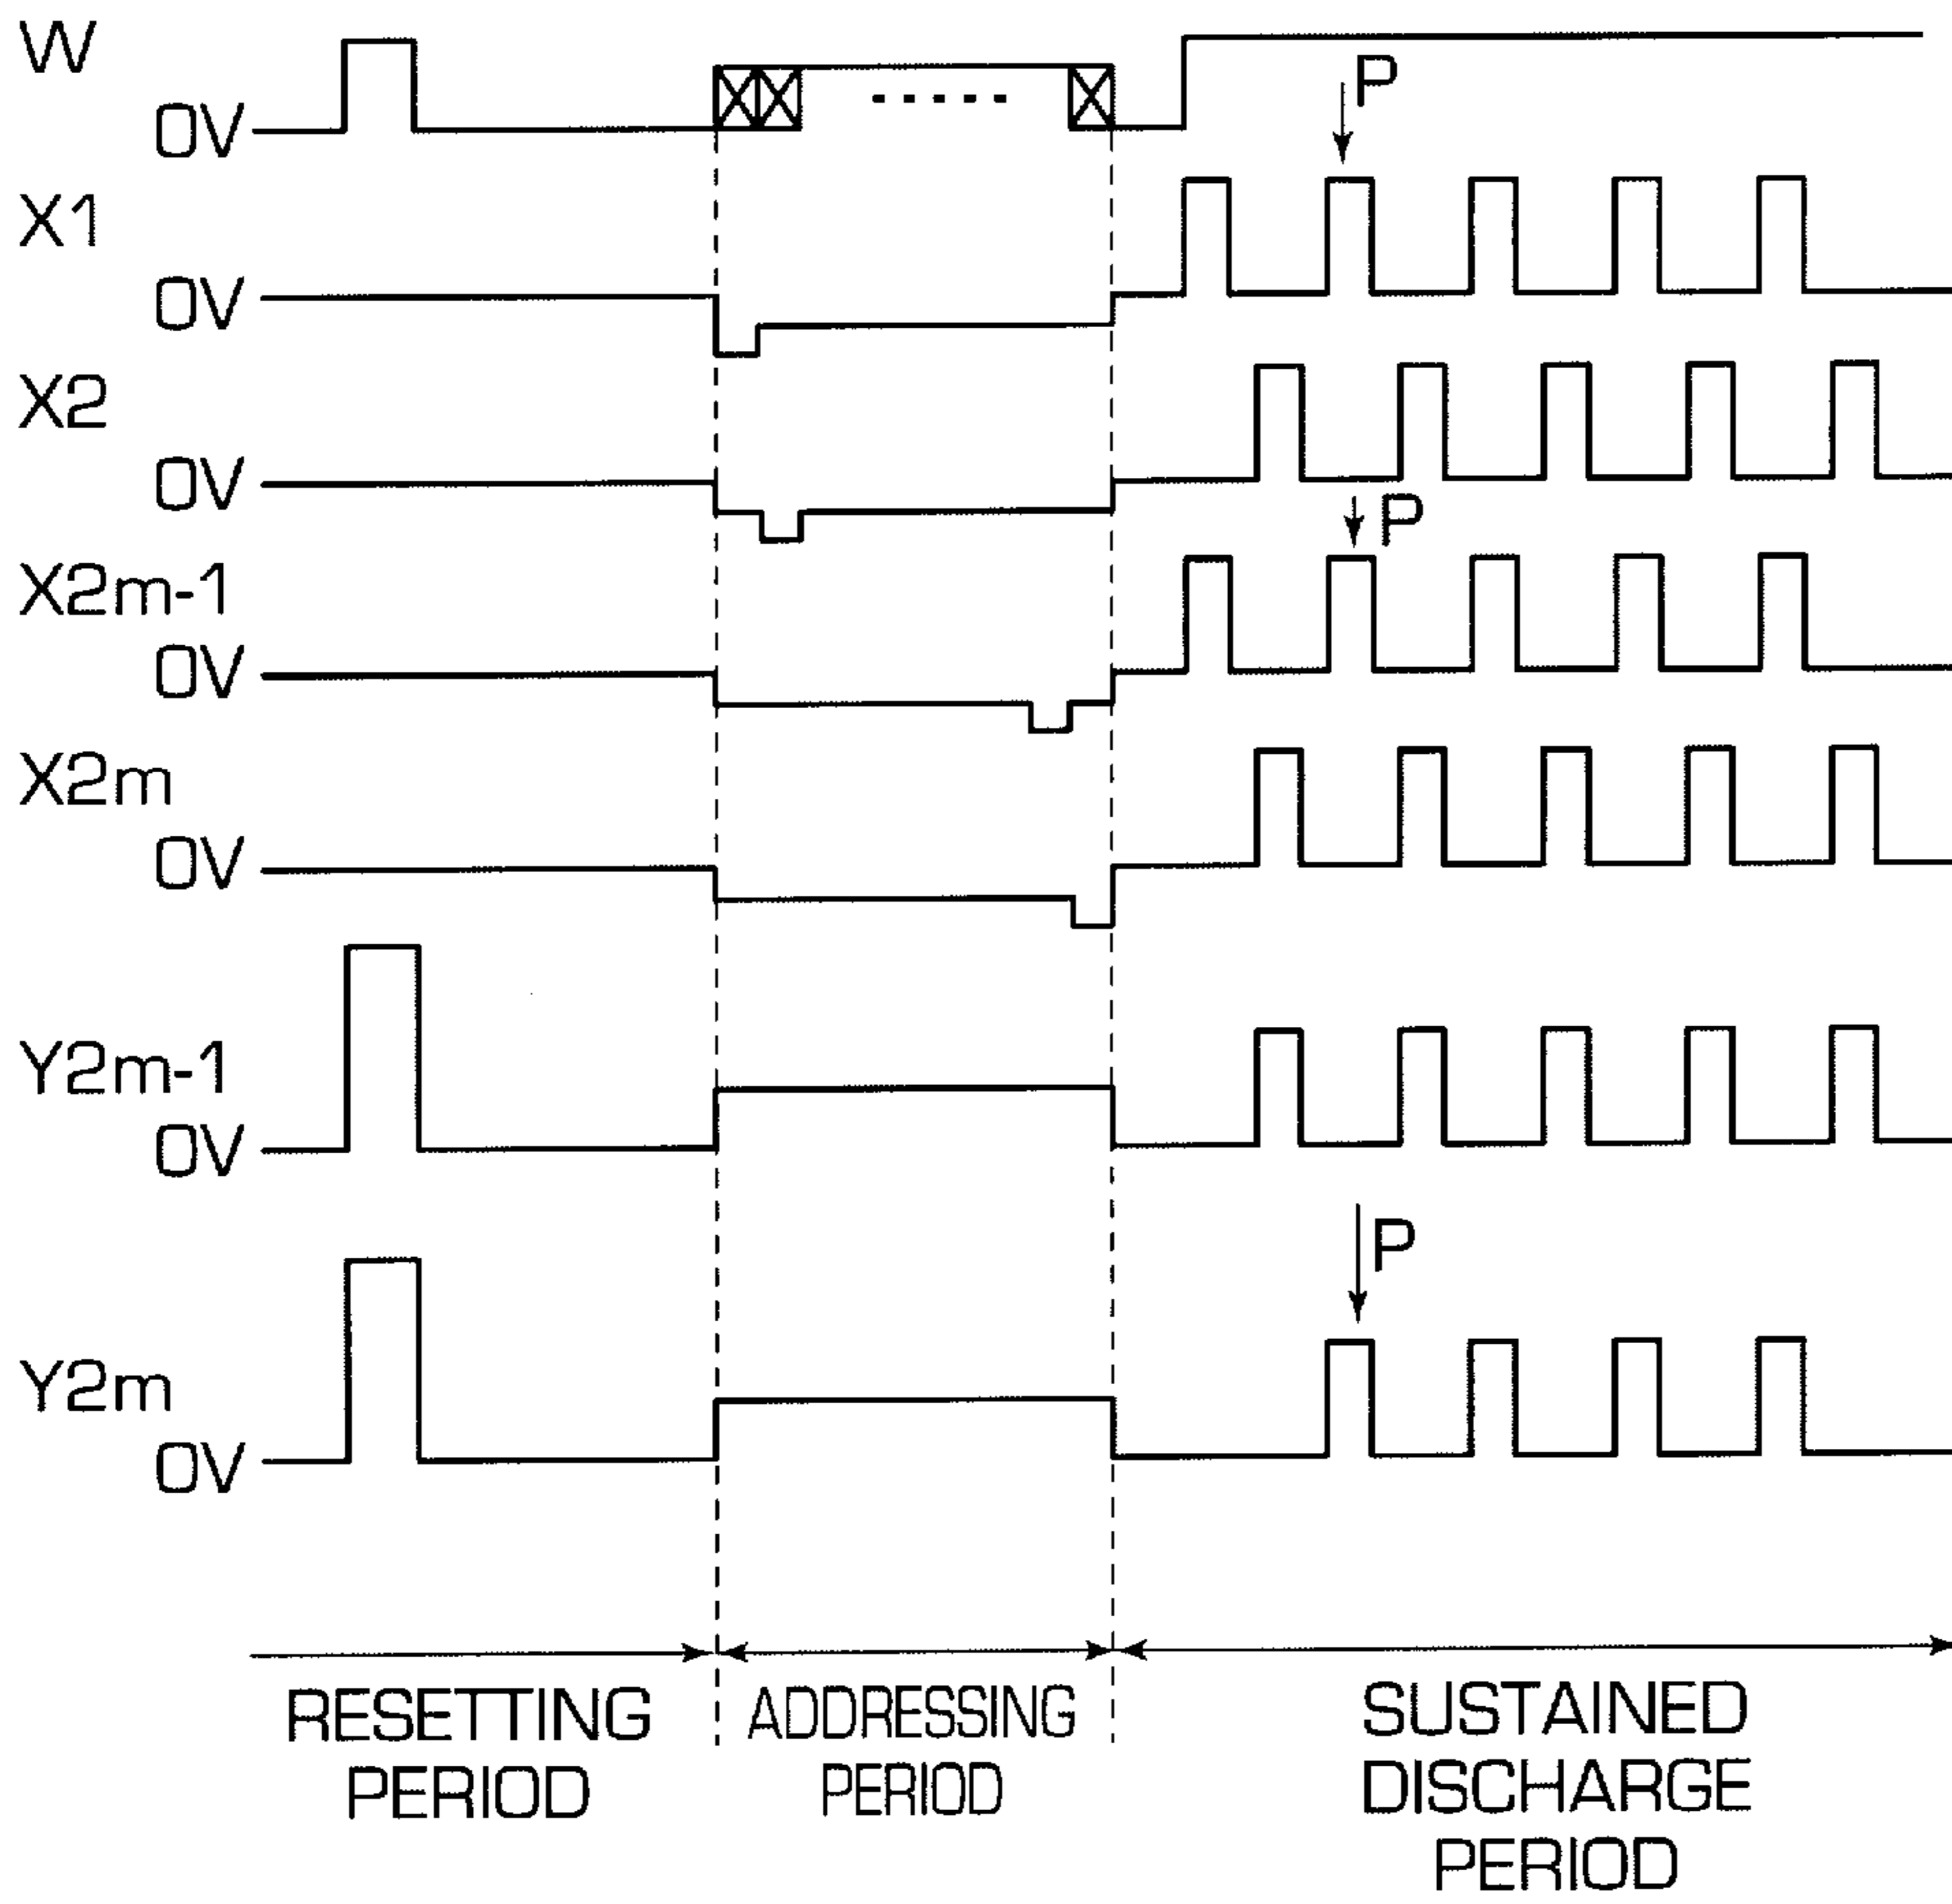 W
P
0V
X1
0V
X2
0V
P
X2m-1
0V
X2m
0V
Y2m-1
0V
P
Y2m
0V
RESETTING
PERIOD
ADDRESSING
PERIOD
SUSTAINED
DISCHARGE
PERIOD